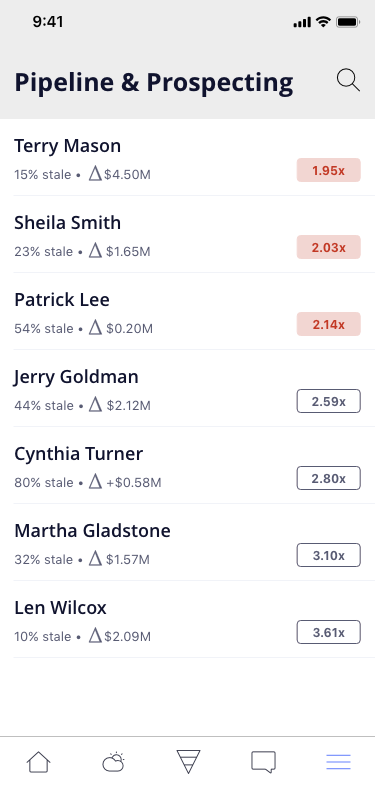 9:41
Pipeline & Prospecting
Terry Mason
15% stale • Δ$4.50M
1.95x
Sheila Smith
23% stale • Δ $1.65M
2.03x
Patrick Lee
54% stale • Δ $0.20M
2.14x
Jerry Goldman
44% stale • Δ $2.12M
2.59x
Cynthia Turner
80% stale • Δ +$0.58M
2.80x
Martha Gladstone
32% stale • Δ $1.57M
3.10x
Len Wilcox
10% stale • Δ$2.09M
3.61x